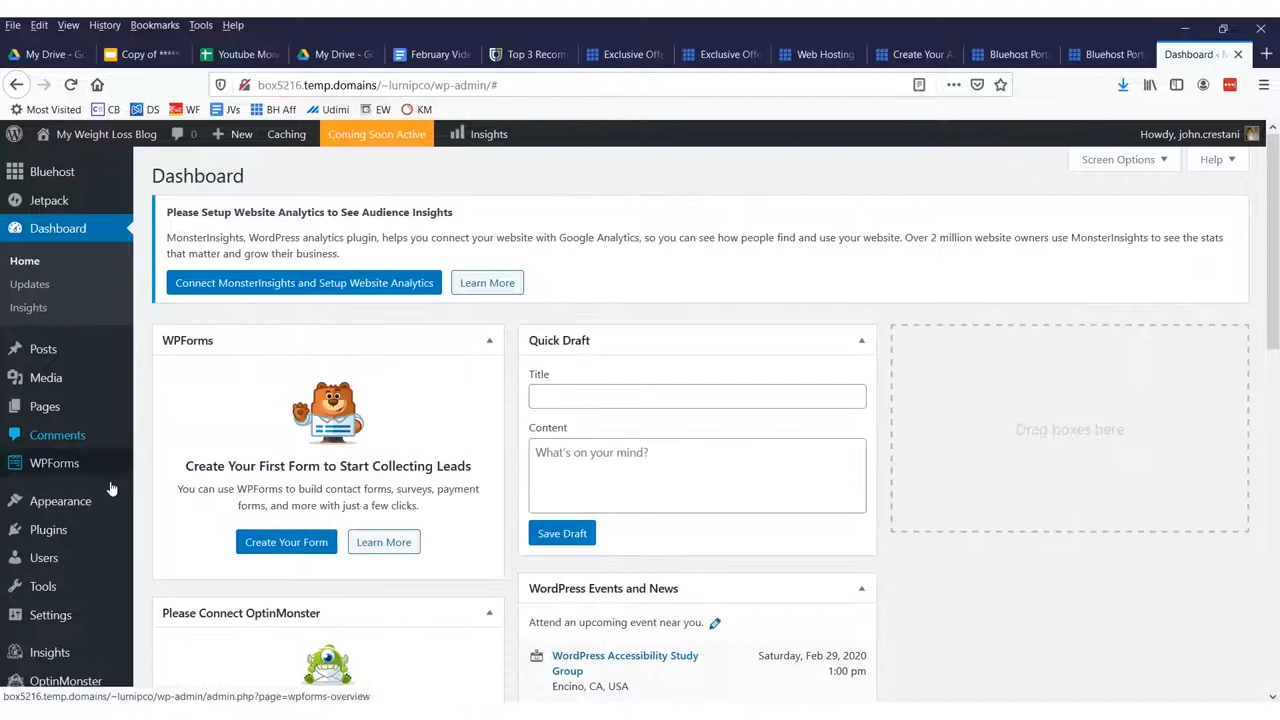 File Edit View History Bookmarks Tools Help
My Drive - Go
Copy of *****
Youtube Mon
My Drive - Go
February Vide
Top 3 Recom
Exclusive Offe
Exclusive Offe
Web Hosting
Create Your A
Bluehost Port
Bluehost Port
Dashboard ‹ M
box5216.temp.domains/~lumipco/wp-admin/#
Most Visited CB DS WF JVs BH Aff Udimi EW KM
My Weight Loss Blog 0 New Caching Coming Soon Active Insights Howdy, john.crestani
Screen Options Help
Bluehost
Jetpack
Dashboard
Home
Updates
Insights
Posts
Media
Pages
Comments
WPForms
Appearance
Plugins
Users
Tools
Settings
Insights
OptinMonster
Dashboard
Please Setup Website Analytics to See Audience Insights
MonsterInsights, WordPress analytics plugin, helps you connect your website with Google Analytics, so you can see how people find and use your website. Over 2 million website owners use MonsterInsights to see the stats
that matter and grow their business.
Connect MonsterInsights and Setup Website Analytics Learn More
WPForms
Create Your First Form to Start Collecting Leads
You can use WPForms to build contact forms, surveys, payment
forms, and more with just a few clicks.
Create Your Form Learn More
Please Connect OptinMonster
Quick Draft
Title
Content
What's on your mind?
Save Draft
WordPress Events and News
Attend an upcoming event near you.
WordPress Accessibility Study Saturday, Feb 29, 2020
Group 1:00 pm
Encino, CA, USA
Drag boxes here
box5216.temp.domains/~lumipco/wp-admin/admin.php?page=wpforms-overview